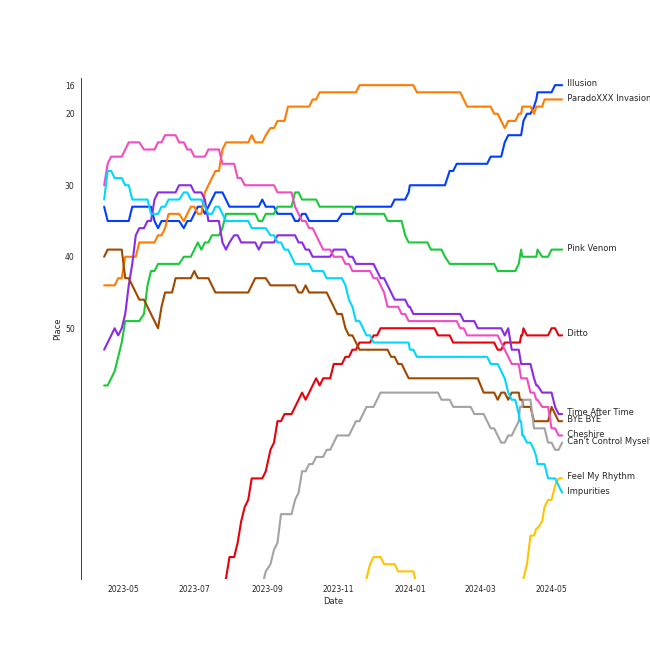 16
20
30
40
50
Place
Illusion
ParadoXXX Invasion
Pink Venom
Ditto
Time After Time
BYE BYE
Cheshire
Can't Control Myself
Feel My Rhythm
Impurities
2023-05
2023-07
2023-09
2023-11
2024-01
2024-03
2024-05
Date